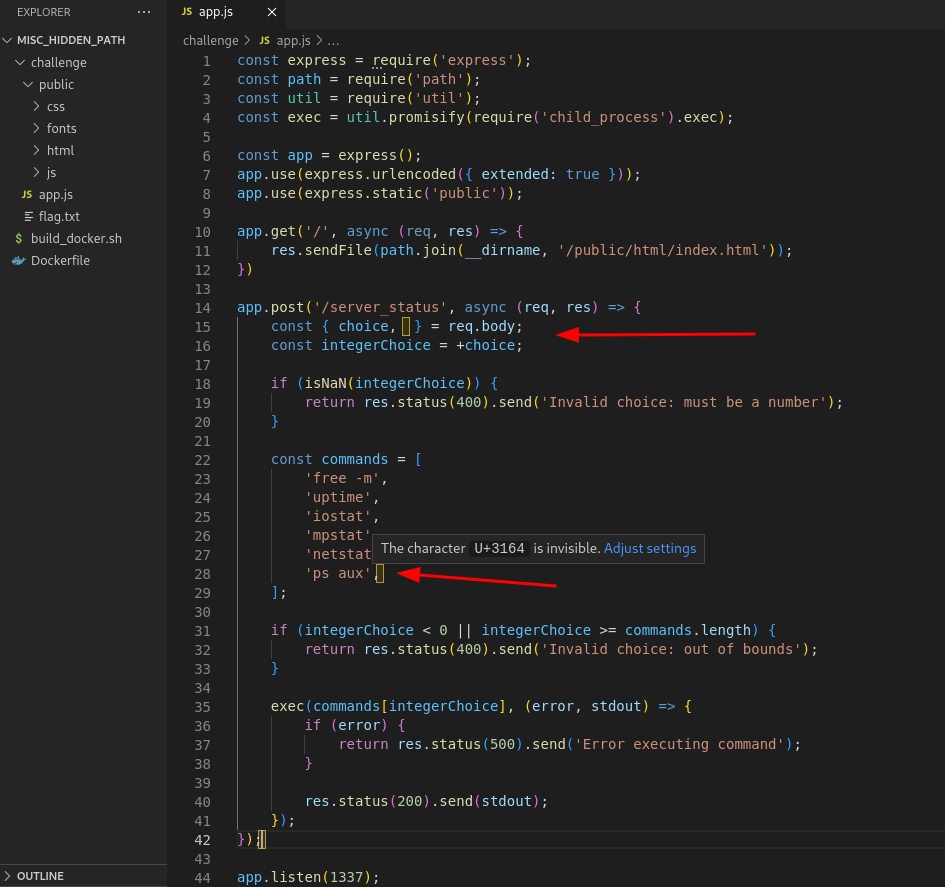 EXPLORER ···
MISC_HIDDEN_PATH
challenge
public
css
fonts
html
js
JS app.js
flag.txt
$ build_docker.sh
Dockerfile
OUTLINE
JS app.js ×
challenge > JS app.js > ...
1 const express = require('express');
2 const path = require('path');
3 const util = require('util');
4 const exec = util.promisify(require('child_process').exec);
5
6 const app = express();
7 app.use(express.urlencoded({ extended: true }));
8 app.use(express.static('public'));
9
10 app.get('/', async (req, res) => {
11     res.sendFile(path.join(__dirname, '/public/html/index.html'));
12 })
13
14 app.post('/server_status', async (req, res) => {
15     const { choice,ㅤ} = req.body;
16     const integerChoice = +choice;
17
18     if (isNaN(integerChoice)) {
19         return res.status(400).send('Invalid choice: must be a number');
20     }
21
22     const commands = [
23         'free -m',
24         'uptime',
25         'iostat',
26         'mpstat'
27         'netstat
The character U+3164 is invisible. Adjust settings
28         'ps aux',ㅤ
29     ];
30
31     if (integerChoice < 0 || integerChoice >= commands.length) {
32         return res.status(400).send('Invalid choice: out of bounds');
33     }
34
35     exec(commands[integerChoice], (error, stdout) => {
36         if (error) {
37             return res.status(500).send('Error executing command');
38         }
39
40         res.status(200).send(stdout);
41     });
42 });
43
44 app.listen(1337);